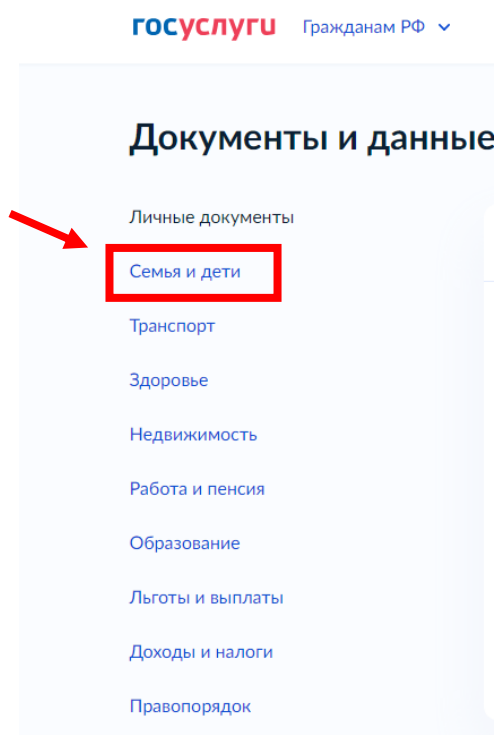 госуслуги Гражданам РФ
Документы и данные
Личные документы
Семья и дети
Транспорт
Здоровье
Недвижимость
Работа и пенсия
Образование
Льготы и выплаты
Доходы и налоги
Правопорядок